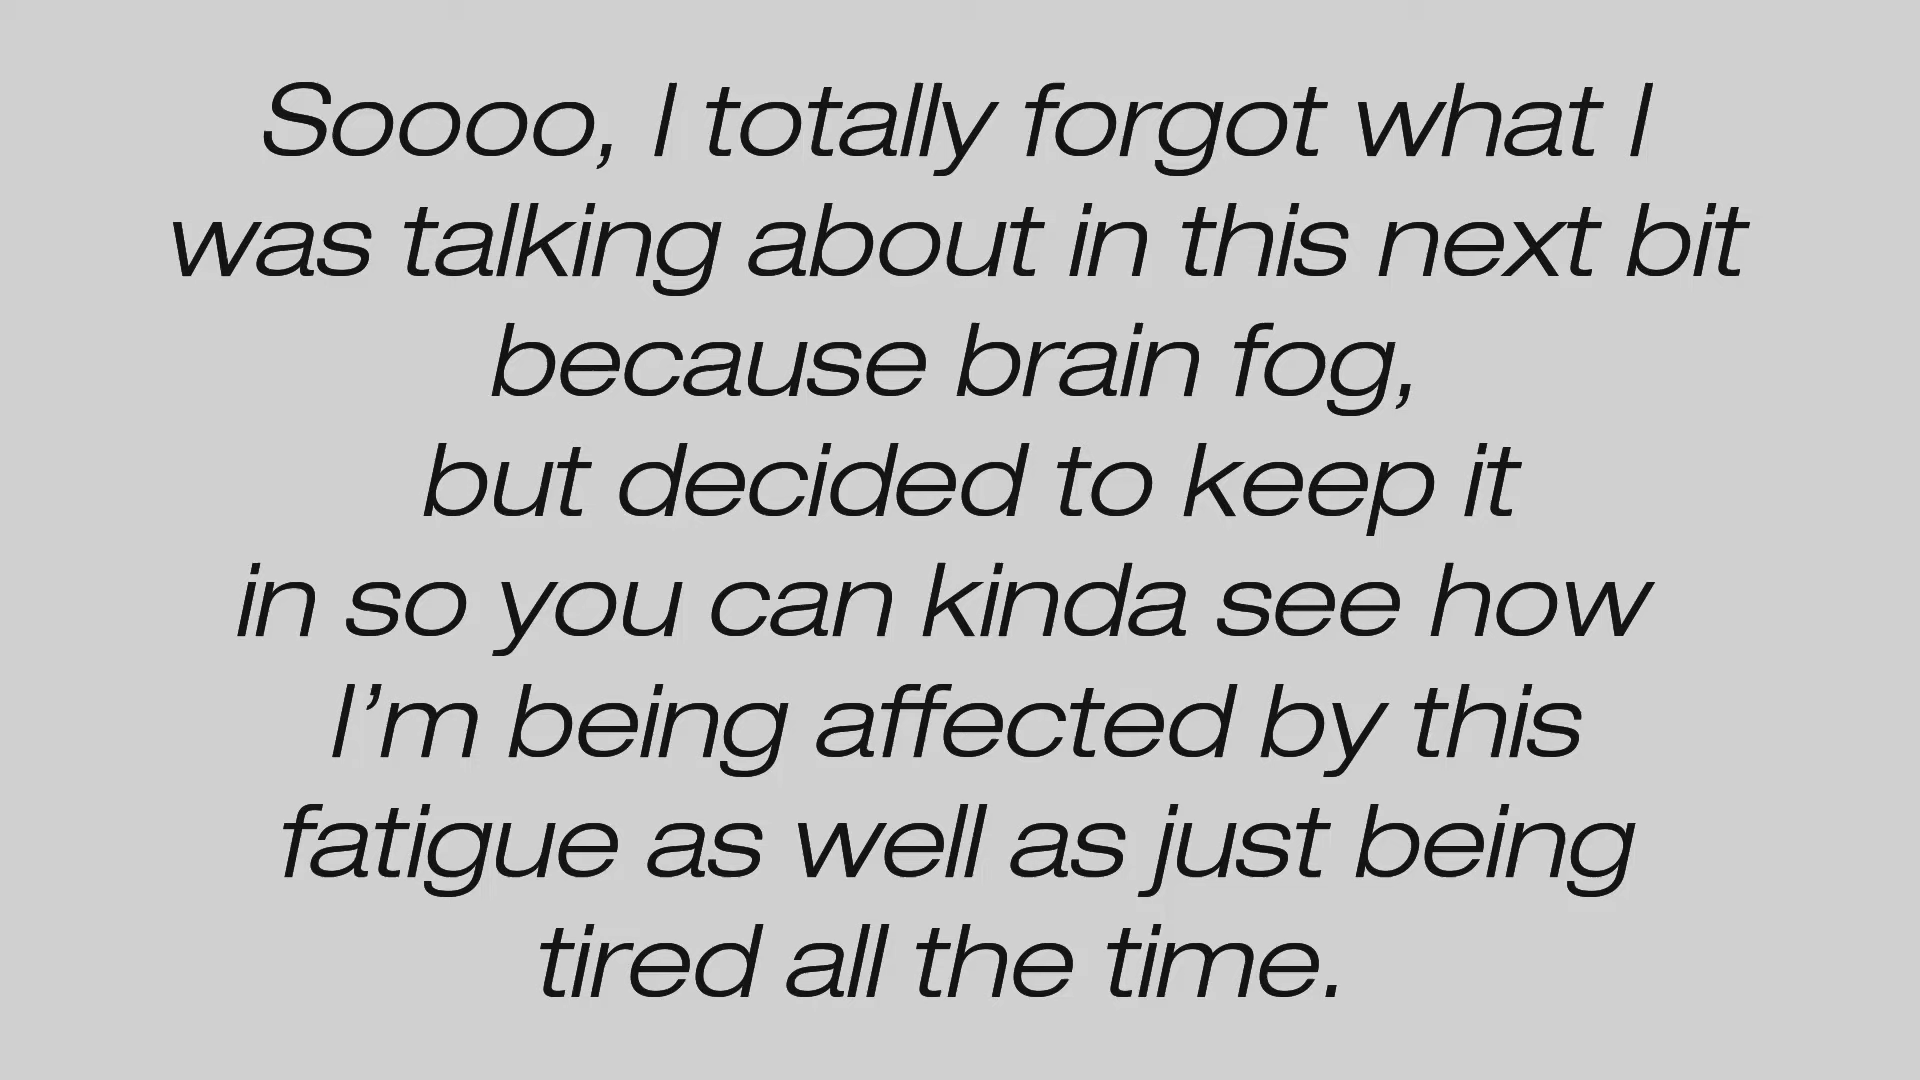 Soooo, I totally forgot what I
was talking about in this next bit
because brain fog,
but decided to keep it
in so you can kinda see how
I’m being affected by this
fatigue as well as just being
tired all the time.